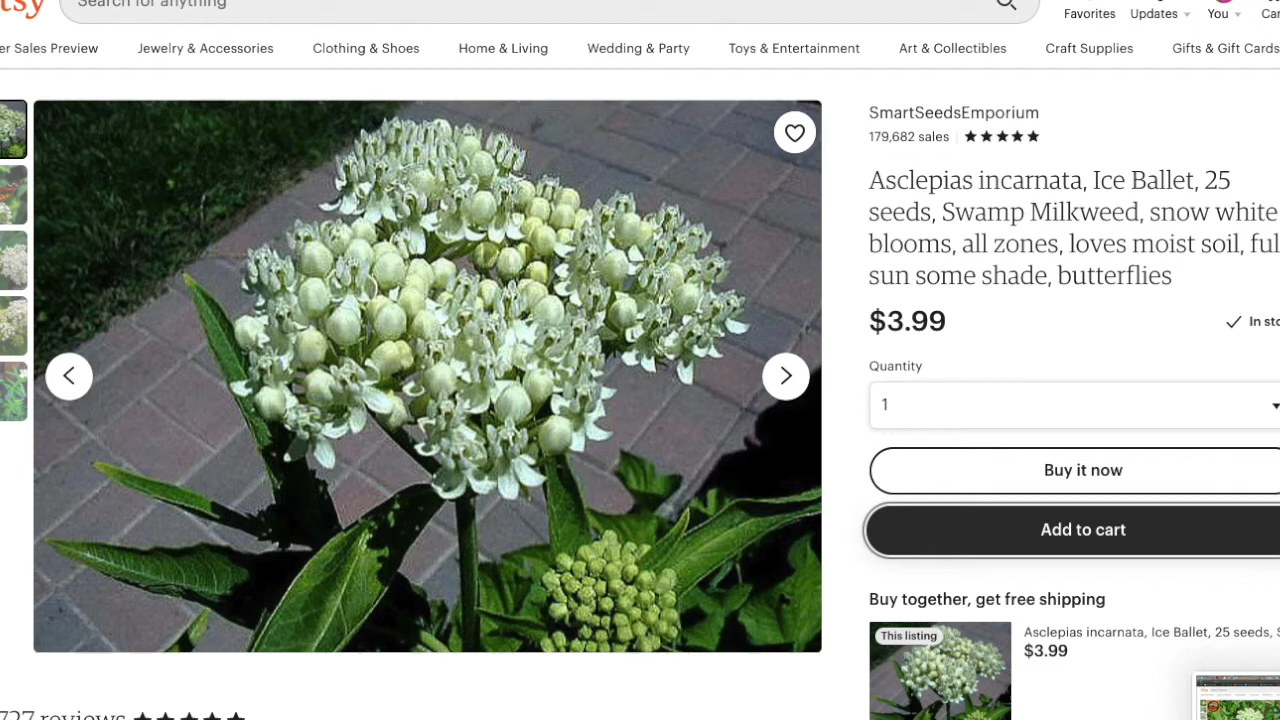 tsy
Search for anything
Favorites Updates You Car
er Sales Preview Jewelry & Accessories Clothing & Shoes Home & Living Wedding & Party Toys & Entertainment Art & Collectibles Craft Supplies Gifts & Gift Cards
SmartSeedsEmporium
179,682 sales
Asclepias incarnata, Ice Ballet, 25
seeds, Swamp Milkweed, snow white
blooms, all zones, loves moist soil, ful
sun some shade, butterflies
$3.99
In sto
Quantity
1
Buy it now
Add to cart
Buy together, get free shipping
This listing
Asclepias incarnata, Ice Ballet, 25 seeds, S
$3.99
727 reviews